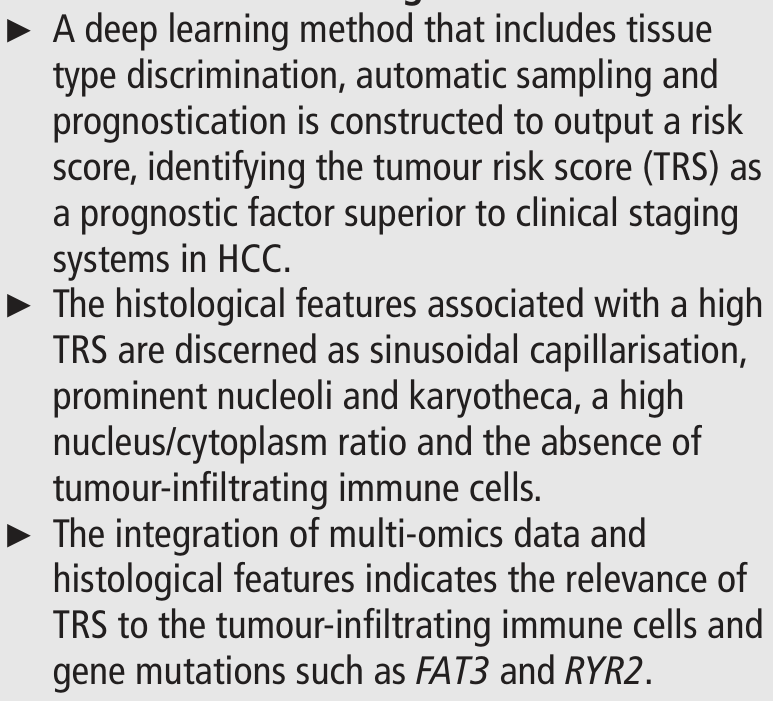 ► A deep learning method that includes tissue
type discrimination, automatic sampling and
prognostication is constructed to output a risk
score, identifying the tumour risk score (TRS) as
a prognostic factor superior to clinical staging
systems in HCC.
► The histological features associated with a high
TRS are discerned as sinusoidal capillarisation,
prominent nucleoli and karyotheca, a high
nucleus/cytoplasm ratio and the absence of
tumour-infiltrating immune cells.
► The integration of multi-omics data and
histological features indicates the relevance of
TRS to the tumour-infiltrating immune cells and
gene mutations such as FAT3 and RYR2.